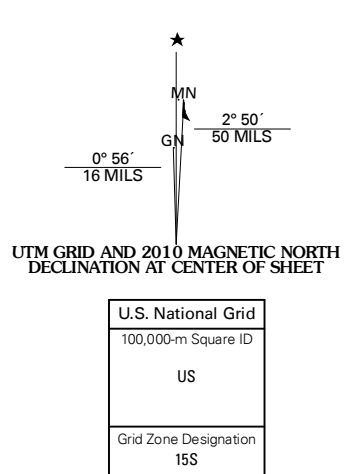 MN
2° 50´
50 MILS
GN
0° 56´
16 MILS
UTM GRID AND 2010 MAGNETIC NORTH
DECLINATION AT CENTER OF SHEET
U.S. National Grid
100,000-m Square ID
US
Grid Zone Designation
15S